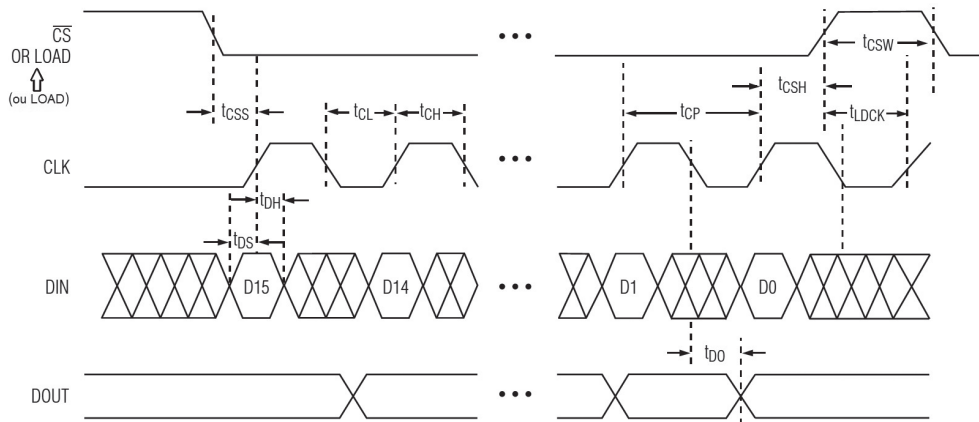 CS
OR LOAD
(ou LOAD)
tCSW
tCSS
tCL
tCH
tCP
tCSH
tLDCK
CLK
tDH
tDS
DIN
D15
D14
D1
D0
tDO
DOUT